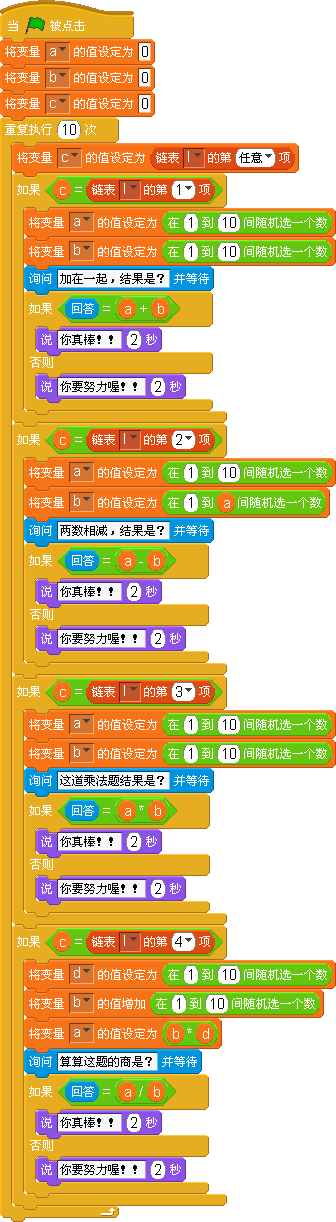 当 被点击
将变量 a 的值设定为 0
将变量 b 的值设定为 0
将变量 c 的值设定为 0
重复执行 10 次
将变量 c 的值设定为 链表 l 的第 任意 项
如果 c = 链表 l 的第 1 项
将变量 a 的值设定为 在 1 到 10 间随机选一个数
将变量 b 的值设定为 在 1 到 10 间随机选一个数
询问 加在一起，结果是？ 并等待
如果 回答 = a + b
说 你真棒！！ 2 秒
否则
说 你要努力喔！！ 2 秒
如果 c = 链表 l 的第 2 项
将变量 a 的值设定为 在 1 到 10 间随机选一个数
将变量 b 的值设定为 在 1 到 a 间随机选一个数
询问 两数相减，结果是？ 并等待
如果 回答 = a - b
说 你真棒！！ 2 秒
否则
说 你要努力喔！！ 2 秒
如果 c = 链表 l 的第 3 项
将变量 a 的值设定为 在 1 到 10 间随机选一个数
将变量 b 的值设定为 在 1 到 10 间随机选一个数
询问 这道乘法题结果是？ 并等待
如果 回答 = a * b
说 你真棒！！ 2 秒
否则
说 你要努力喔！！ 2 秒
如果 c = 链表 l 的第 4 项
将变量 d 的值设定为 在 1 到 10 间随机选一个数
将变量 b 的值增加 在 1 到 10 间随机选一个数
将变量 a 的值设定为 b * d
询问 算算这题的商是？ 并等待
如果 回答 = a / b
说 你真棒！！ 2 秒
否则
说 你要努力喔！！ 2 秒